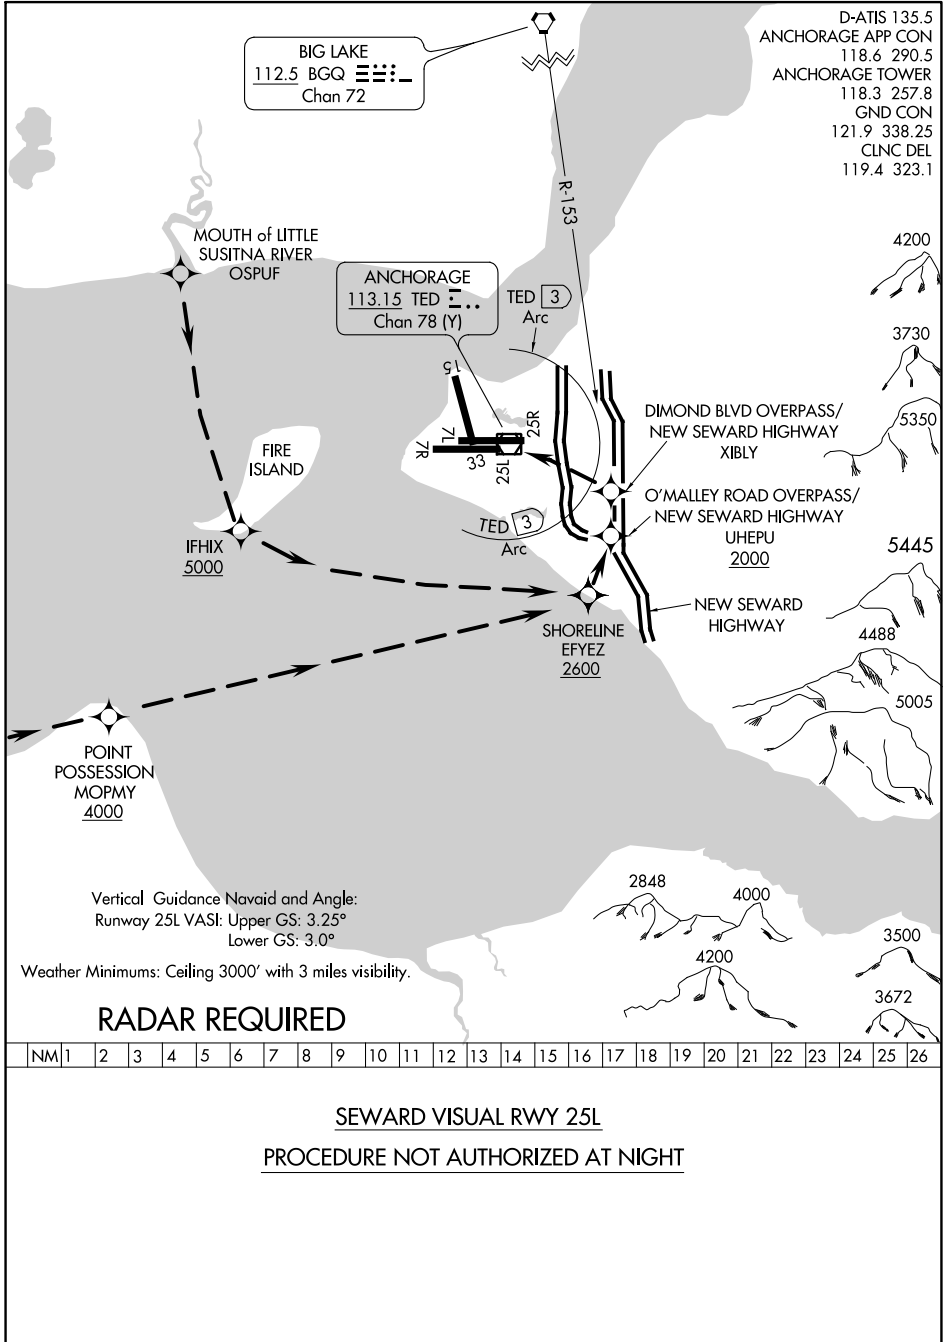 D-ATIS 135.5
ANCHORAGE APP CON
118.6 290.5
ANCHORAGE TOWER
118.3 257.8
GND CON
121.9 338.25
CLNC DEL
119.4 323.1
BIG LAKE
112.5 BGQ
Chan 72
R-153
MOUTH of LITTLE
SUSITNA RIVER
OSPUF
ANCHORAGE
113.15 TED
Chan 78 (Y)
TED 3
Arc
4200
3730
5350
15
7L
7R
33
25L
25R
DIMOND BLVD OVERPASS/
NEW SEWARD HIGHWAY
XIBLY
FIRE
ISLAND
O'MALLEY ROAD OVERPASS/
NEW SEWARD HIGHWAY
UHEPU
2000
TED 3
Arc
IFHIX
5000
5445
NEW SEWARD
HIGHWAY
SHORELINE
EFYEZ
2600
4488
5005
POINT
POSSESSION
MOPMY
4000
Vertical Guidance Navaid and Angle:
Runway 25L VASI: Upper GS: 3.25°
Lower GS: 3.0°
Weather Minimums: Ceiling 3000' with 3 miles visibility.
2848
4000
4200
3500
3672
RADAR REQUIRED
NM 1 2 3 4 5 6 7 8 9 10 11 12 13 14 15 16 17 18 19 20 21 22 23 24 25 26
SEWARD VISUAL RWY 25L
PROCEDURE NOT AUTHORIZED AT NIGHT